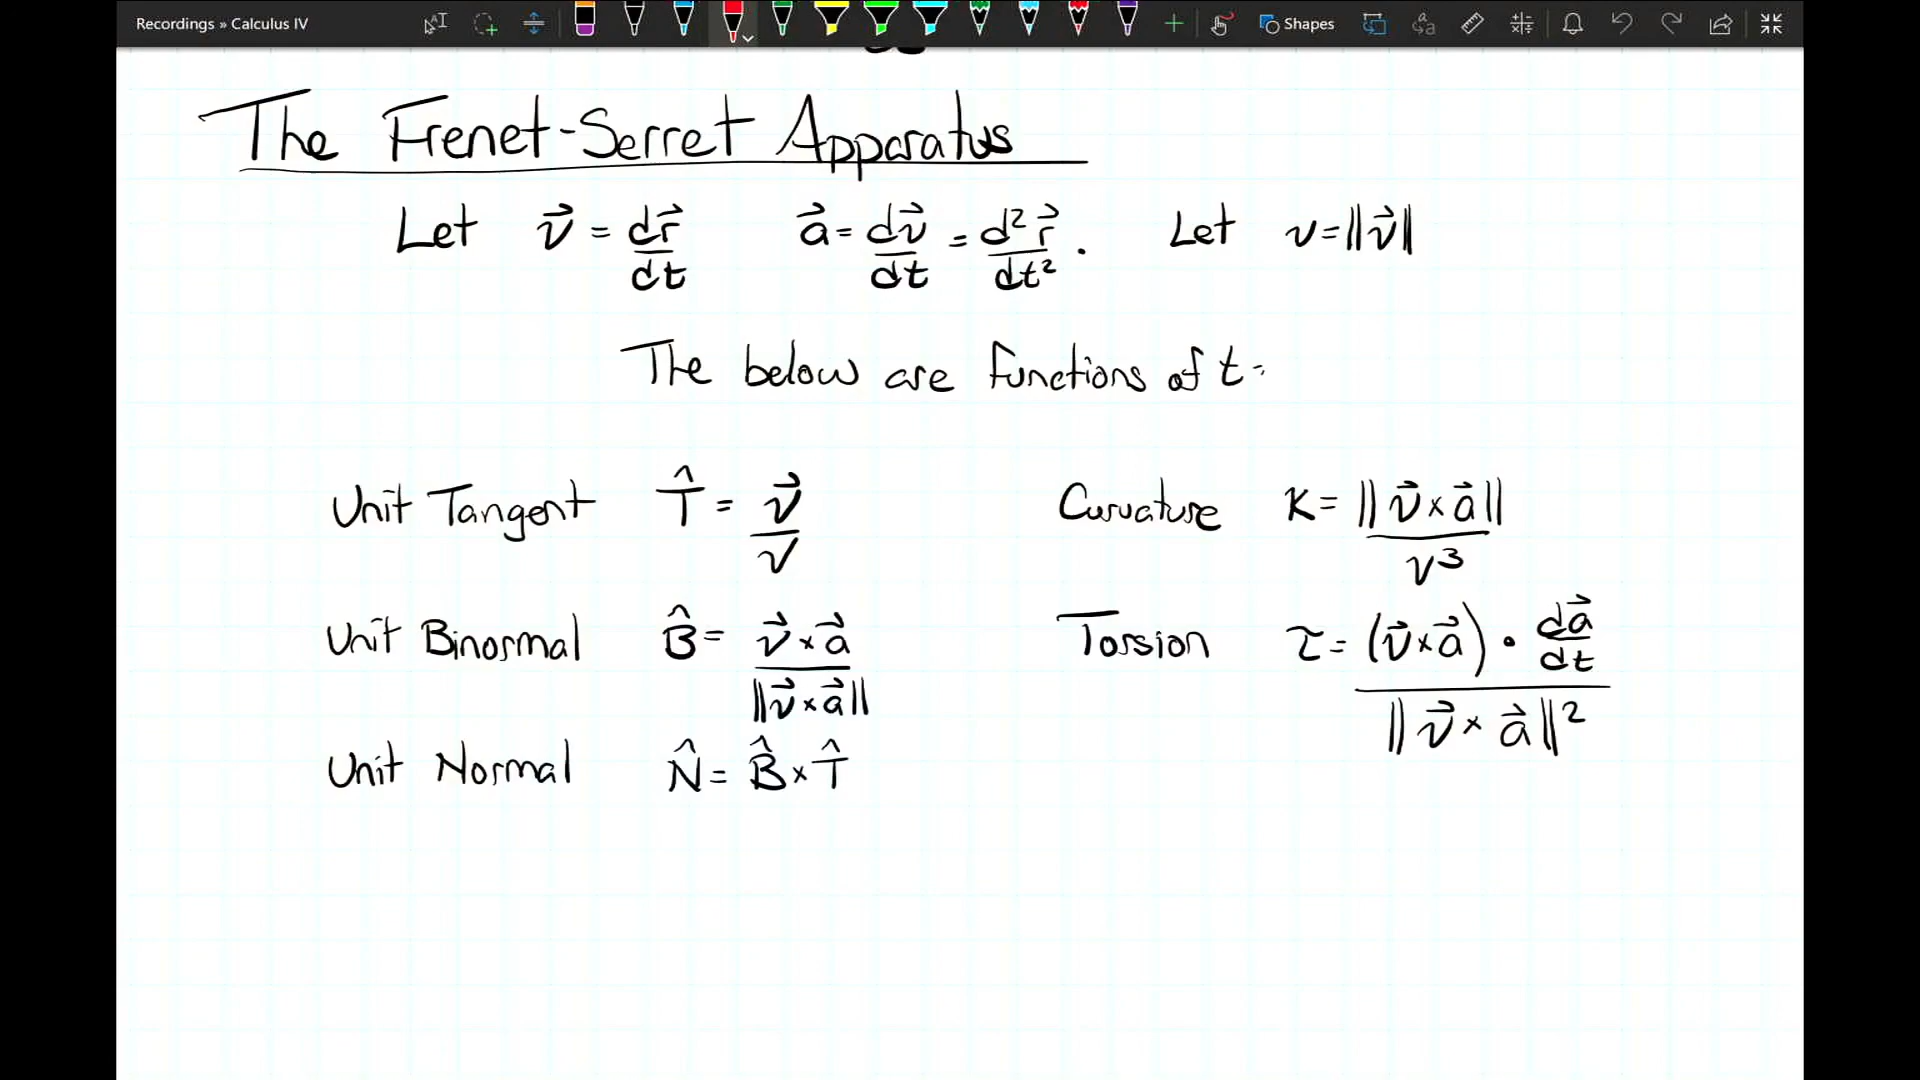 Recordings » Calculus IV
Shapes
The Frenet-Serret Apparatus
Let v⃗ = dr⃗/dt a⃗ = dv⃗/dt = d²r⃗/dt² . Let v = ||v⃗||
The below are functions of t:
Unit Tangent T̂ = v⃗/v
Unit Binormal B̂ = v⃗ × a⃗ / ||v⃗ × a⃗||
Unit Normal N̂ = B̂ × T̂
Curvature κ = ||v⃗ × a⃗|| / v³
Torsion τ = (v⃗ × a⃗) • da⃗/dt / ||v⃗ × a⃗||²